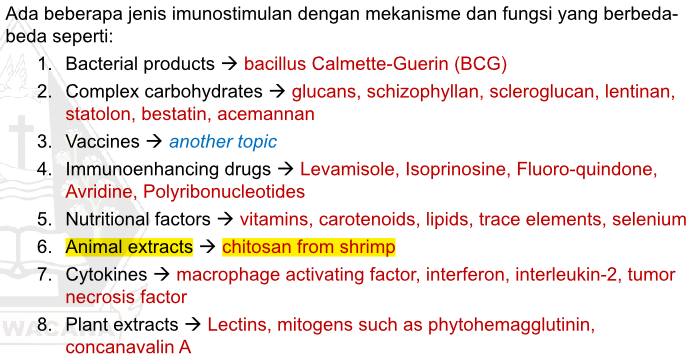 Ada beberapa jenis imunostimulan dengan mekanisme dan fungsi yang berbeda-
beda seperti:
1. Bacterial products → bacillus Calmette-Guerin (BCG)
2. Complex carbohydrates → glucans, schizophyllan, scleroglucan, lentinan,
statolon, bestatin, acemannan
3. Vaccines → another topic
4. Immunoenhancing drugs → Levamisole, Isoprinosine, Fluoro-quindone,
Avridine, Polyribonucleotides
5. Nutritional factors → vitamins, carotenoids, lipids, trace elements, selenium
6. Animal extracts → chitosan from shrimp
7. Cytokines → macrophage activating factor, interferon, interleukin-2, tumor
necrosis factor
8. Plant extracts → Lectins, mitogens such as phytohemagglutinin,
concanavalin A
WACANA